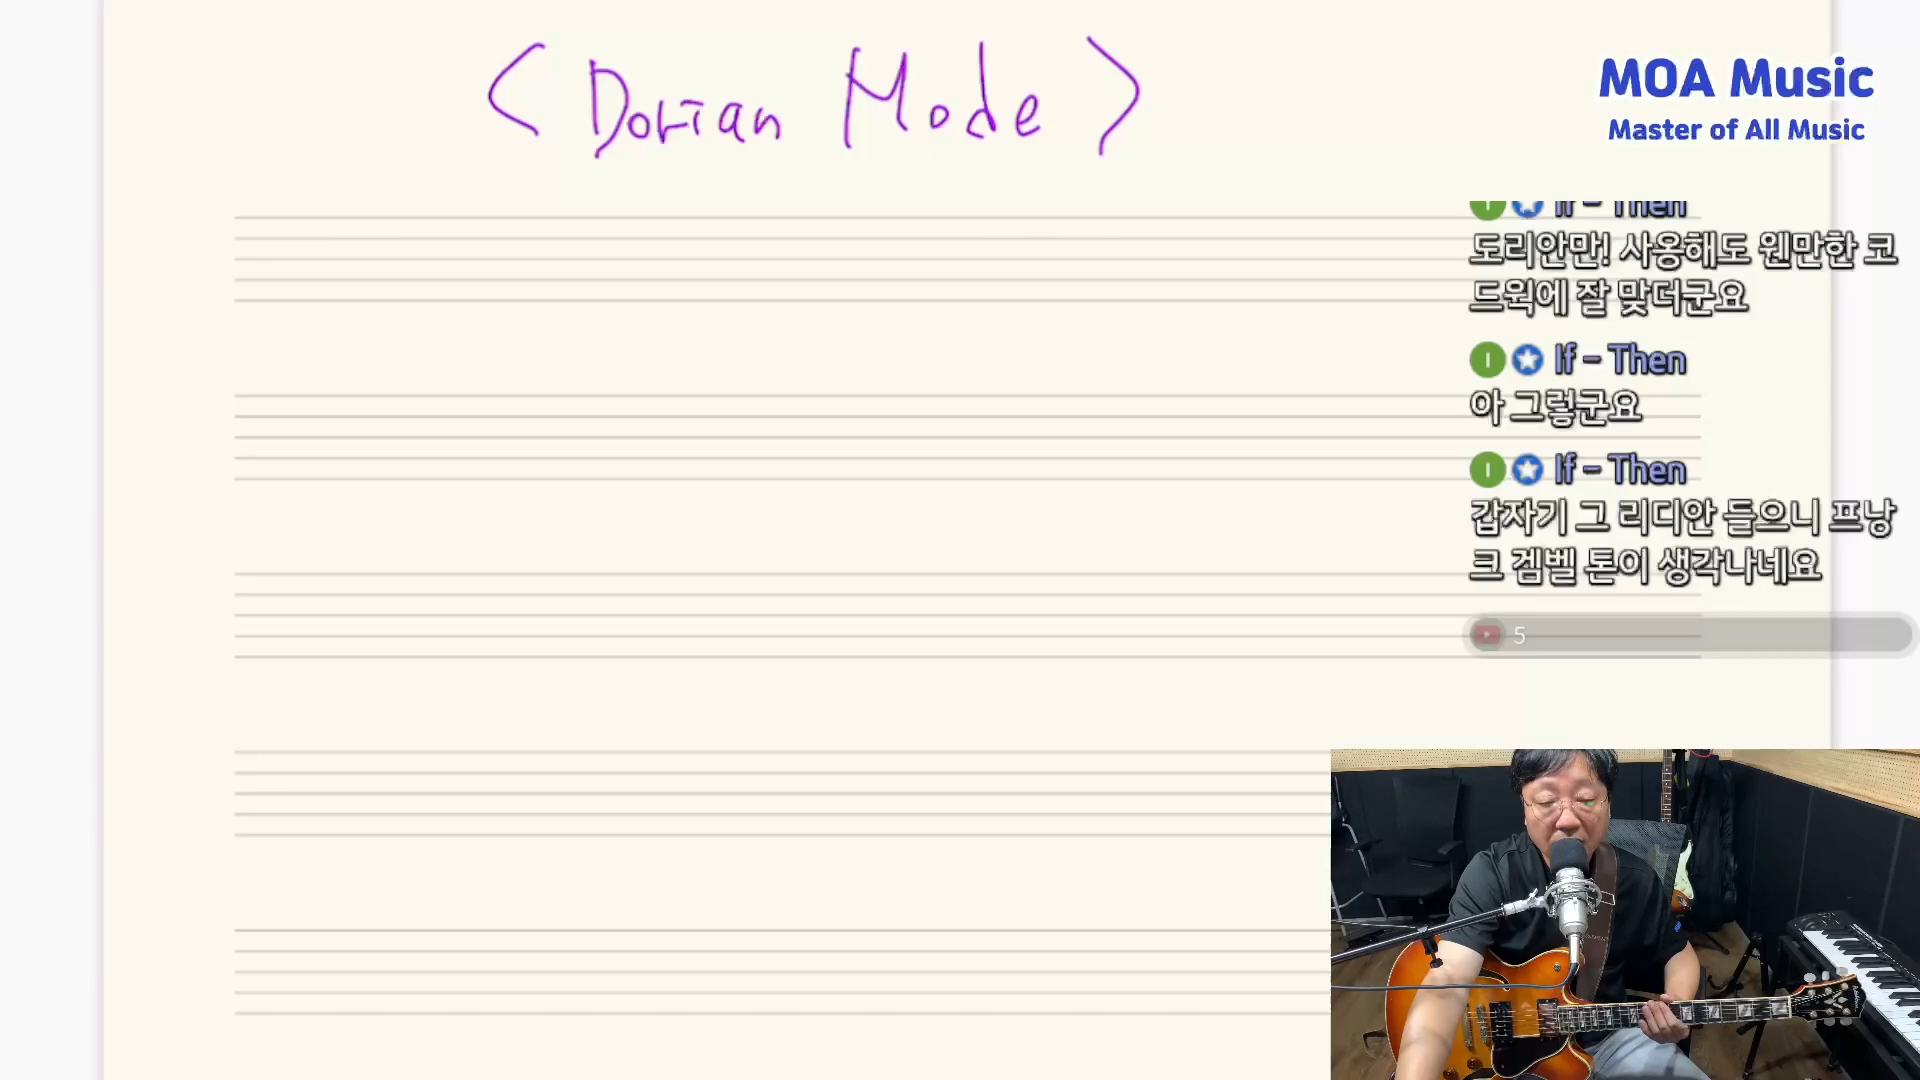 < Dorian Mode >
MOA Music
Master of All Music
If - Then
도리안만! 사용해도 웬만한 코
드웍에 잘 맞더군요
If - Then
아 그렇군요
If - Then
갑자기 그 리디안 들으니 프낭
크 겜벨 톤이 생각나네요
5